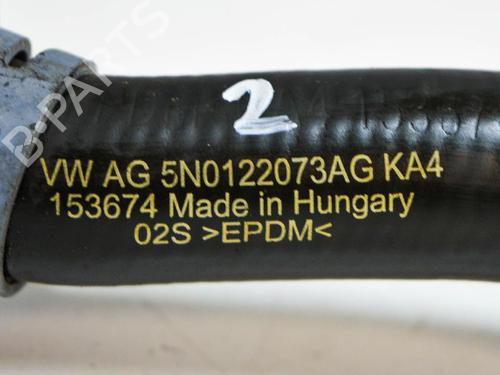 B-PARTS
2
VW AG 5N0122073AG KA4
153674 Made in Hungary
02S >EPDM<